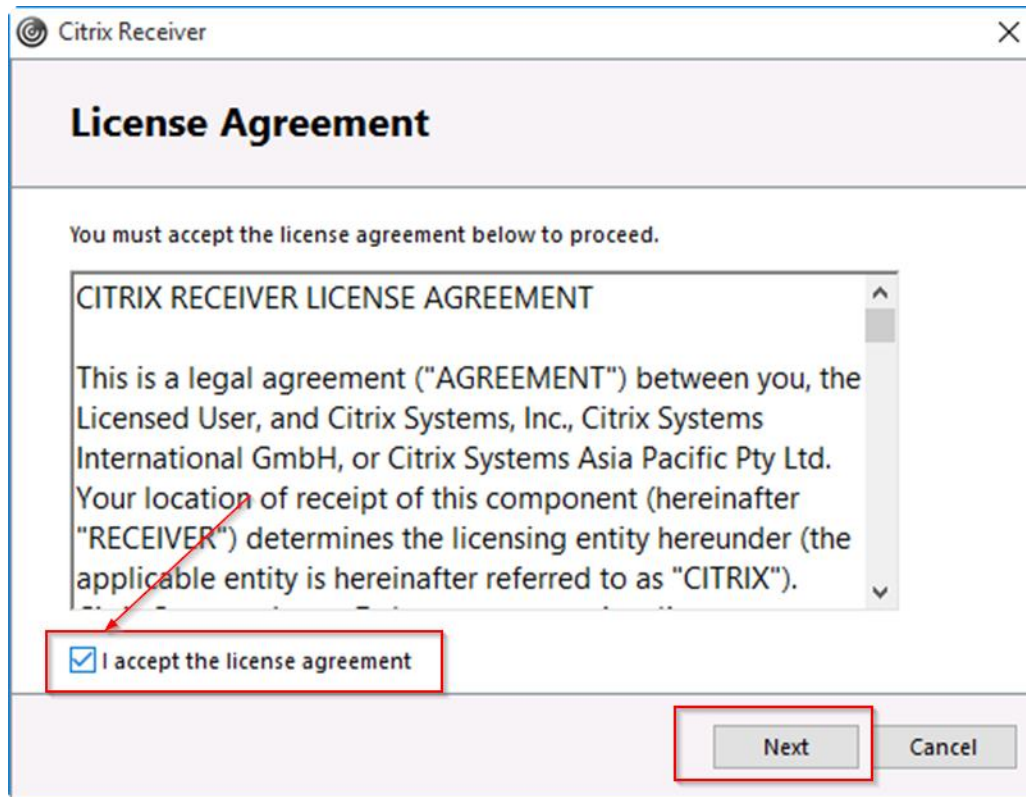 Citrix Receiver
License Agreement
You must accept the license agreement below to proceed.
CITRIX RECEIVER LICENSE AGREEMENT
This is a legal agreement ("AGREEMENT") between you, the
Licensed User, and Citrix Systems, Inc., Citrix Systems
International GmbH, or Citrix Systems Asia Pacific Pty Ltd.
Your location of receipt of this component (hereinafter
"RECEIVER") determines the licensing entity hereunder (the
applicable entity is hereinafter referred to as "CITRIX").
I accept the license agreement
Next
Cancel